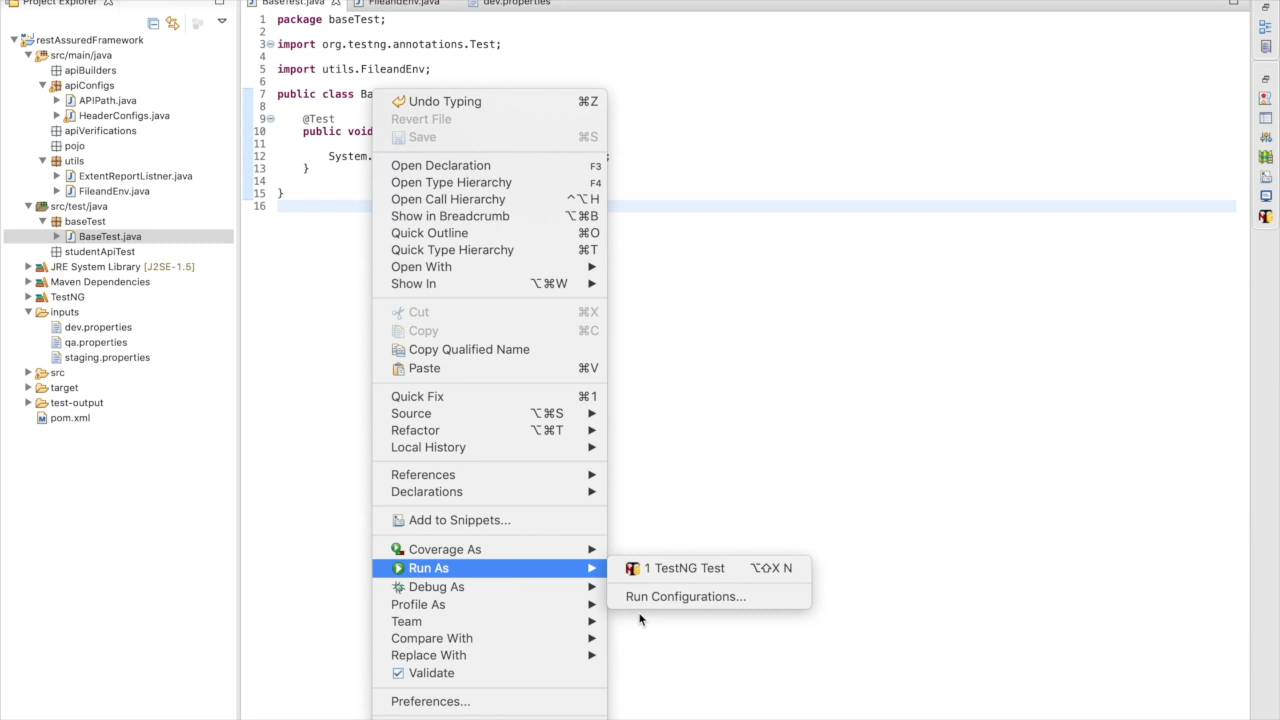 Project Explorer
restAssuredFramework
src/main/java
apiBuilders
apiConfigs
APIPath.java
HeaderConfigs.java
apiVerifications
pojo
utils
ExtentReportListner.java
FileandEnv.java
src/test/java
baseTest
BaseTest.java
studentApiTest
JRE System Library [J2SE-1.5]
Maven Dependencies
TestNG
inputs
dev.properties
qa.properties
staging.properties
src
target
test-output
pom.xml
BaseTest.java
FileandEnv.java
dev.properties
1 package baseTest;
2
3 import org.testng.annotations.Test;
4
5 import utils.FileandEnv;
6
7 public class Ba
8
9 @Test
10 public void
11
12 System. ;
13 }
14
15 }
16
Undo Typing ⌘Z
Revert File
Save ⌘S
Open Declaration F3
Open Type Hierarchy F4
Open Call Hierarchy ^⌥H
Show in Breadcrumb ⌥⌘B
Quick Outline ⌘O
Quick Type Hierarchy ⌘T
Open With
Show In ⌥⌘W
Cut ⌘X
Copy ⌘C
Copy Qualified Name
Paste ⌘V
Quick Fix ⌘1
Source ⌥⌘S
Refactor ⌥⌘T
Local History
References
Declarations
Add to Snippets...
Coverage As
Run As
Debug As
Profile As
Team
Compare With
Replace With
Validate
Preferences...
1 TestNG Test ⌥⇧X N
Run Configurations...